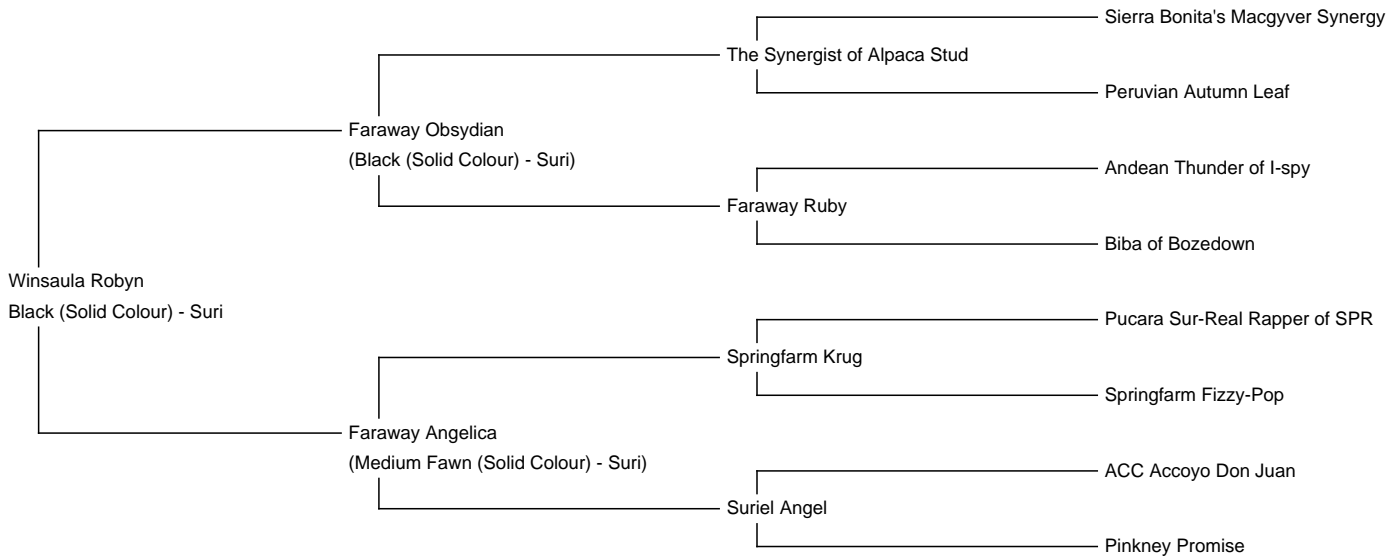 Sierra Bonita's Macgyver Synergy
The Synergist of Alpaca Stud
Peruvian Autumn Leaf
Faraway Obsydian
(Black (Solid Colour) - Suri)
Andean Thunder of I-spy
Faraway Ruby
Biba of Bozedown
Winsaula Robyn
Black (Solid Colour) - Suri
Pucara Sur-Real Rapper of SPR
Springfarm Krug
Springfarm Fizzy-Pop
Faraway Angelica
(Medium Fawn (Solid Colour) - Suri)
ACC Accoyo Don Juan
Suriel Angel
Pinkney Promise